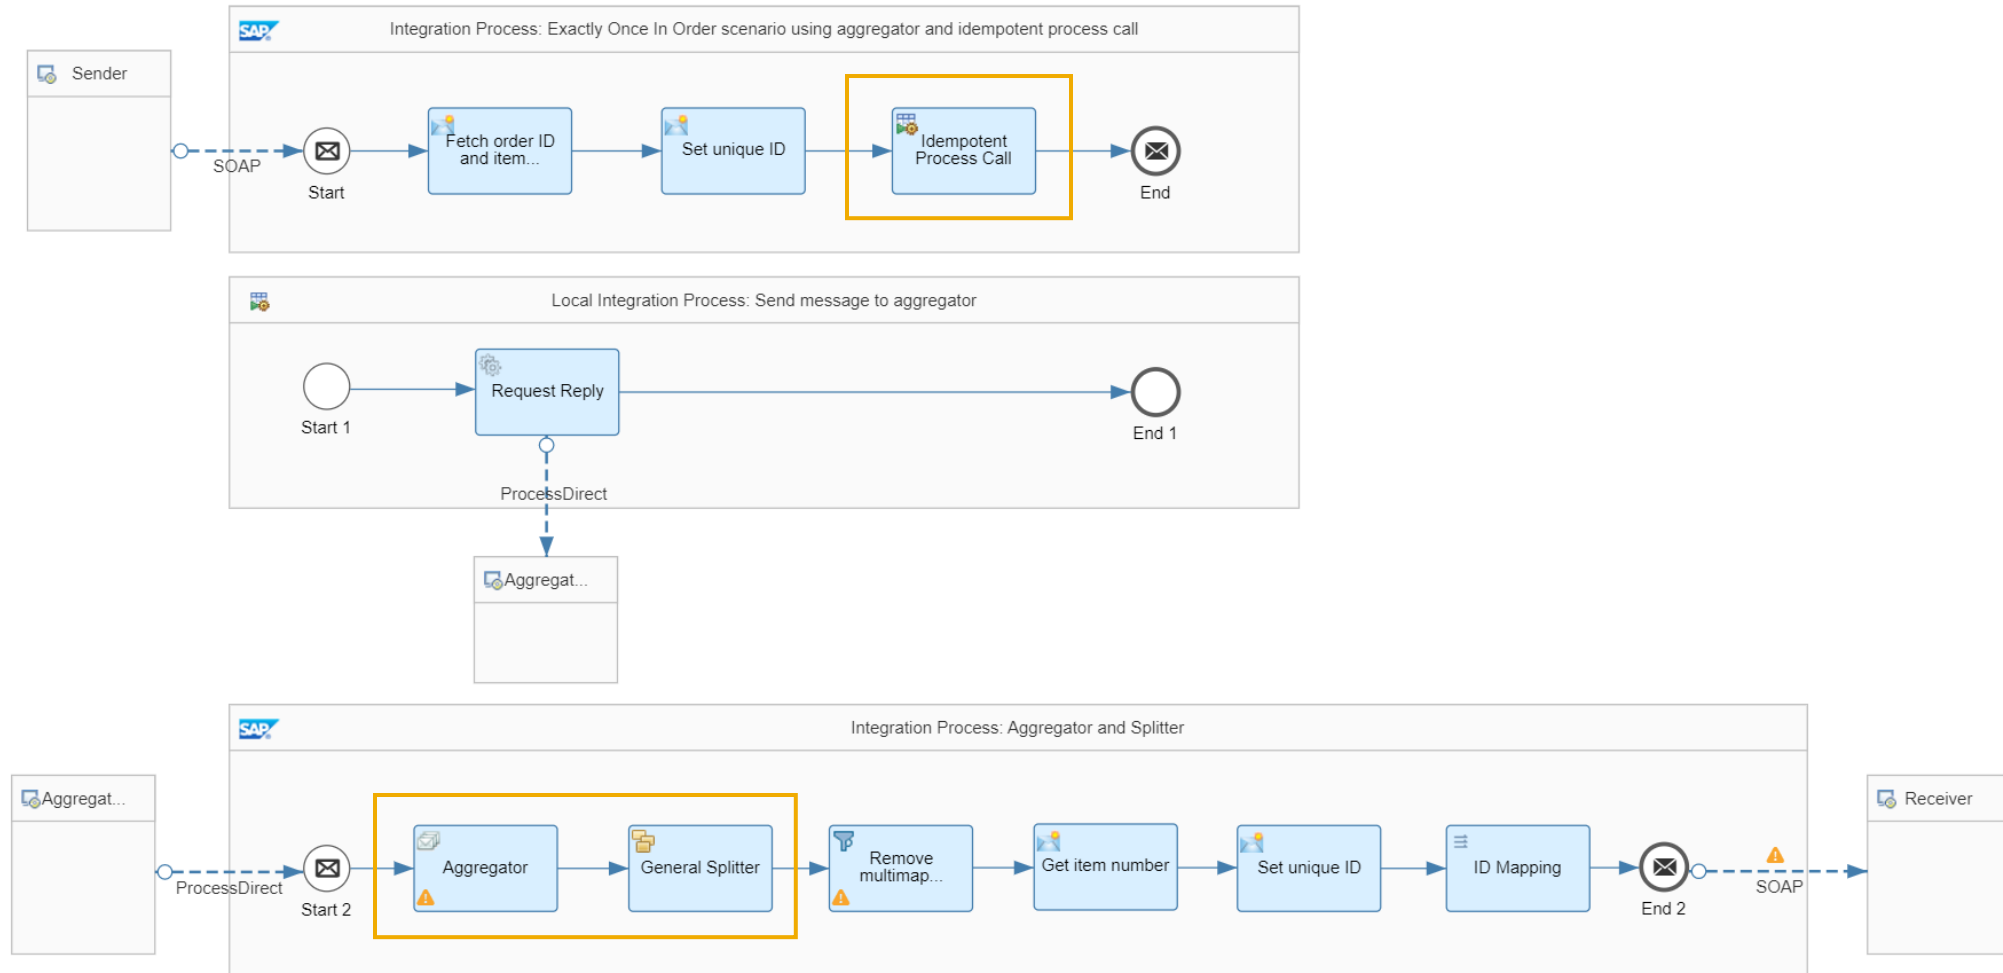 SAP
Integration Process: Exactly Once In Order scenario using aggregator and idempotent process call
Sender
SOAP
Start
Fetch order ID
and item...
Set unique ID
Idempotent
Process Call
End
Local Integration Process: Send message to aggregator
Start 1
Request Reply
End 1
ProcessDirect
Aggregat...
SAP
Integration Process: Aggregator and Splitter
Aggregat...
ProcessDirect
Start 2
Aggregator
General Splitter
Remove
multimap...
Get item number
Set unique ID
ID Mapping
End 2
SOAP
Receiver